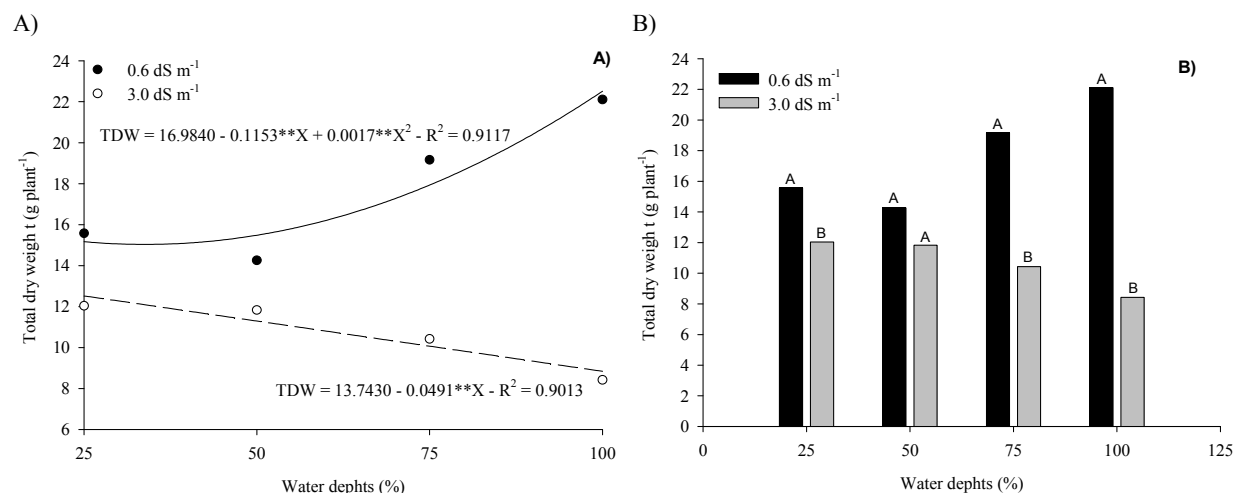 A)
24
22
20
18
16
14
12
10
8
6
Total dry weigh t (g plant⁻¹)
0.6 dS m⁻¹
3.0 dS m⁻¹
A)
TDW = 16.9840 - 0.1153**X + 0.0017**X² - R² = 0.9117
TDW = 13.7430 - 0.0491**X - R² = 0.9013
25 50 75 100
Water dephts (%)
B)
24
22
20
18
16
14
12
10
8
6
4
2
0
Total dry weigh t (g plant⁻¹)
0.6 dS m⁻¹
3.0 dS m⁻¹
B)
A B
A A
A B
A B
0 25 50 75 100 125
Water dephts (%)